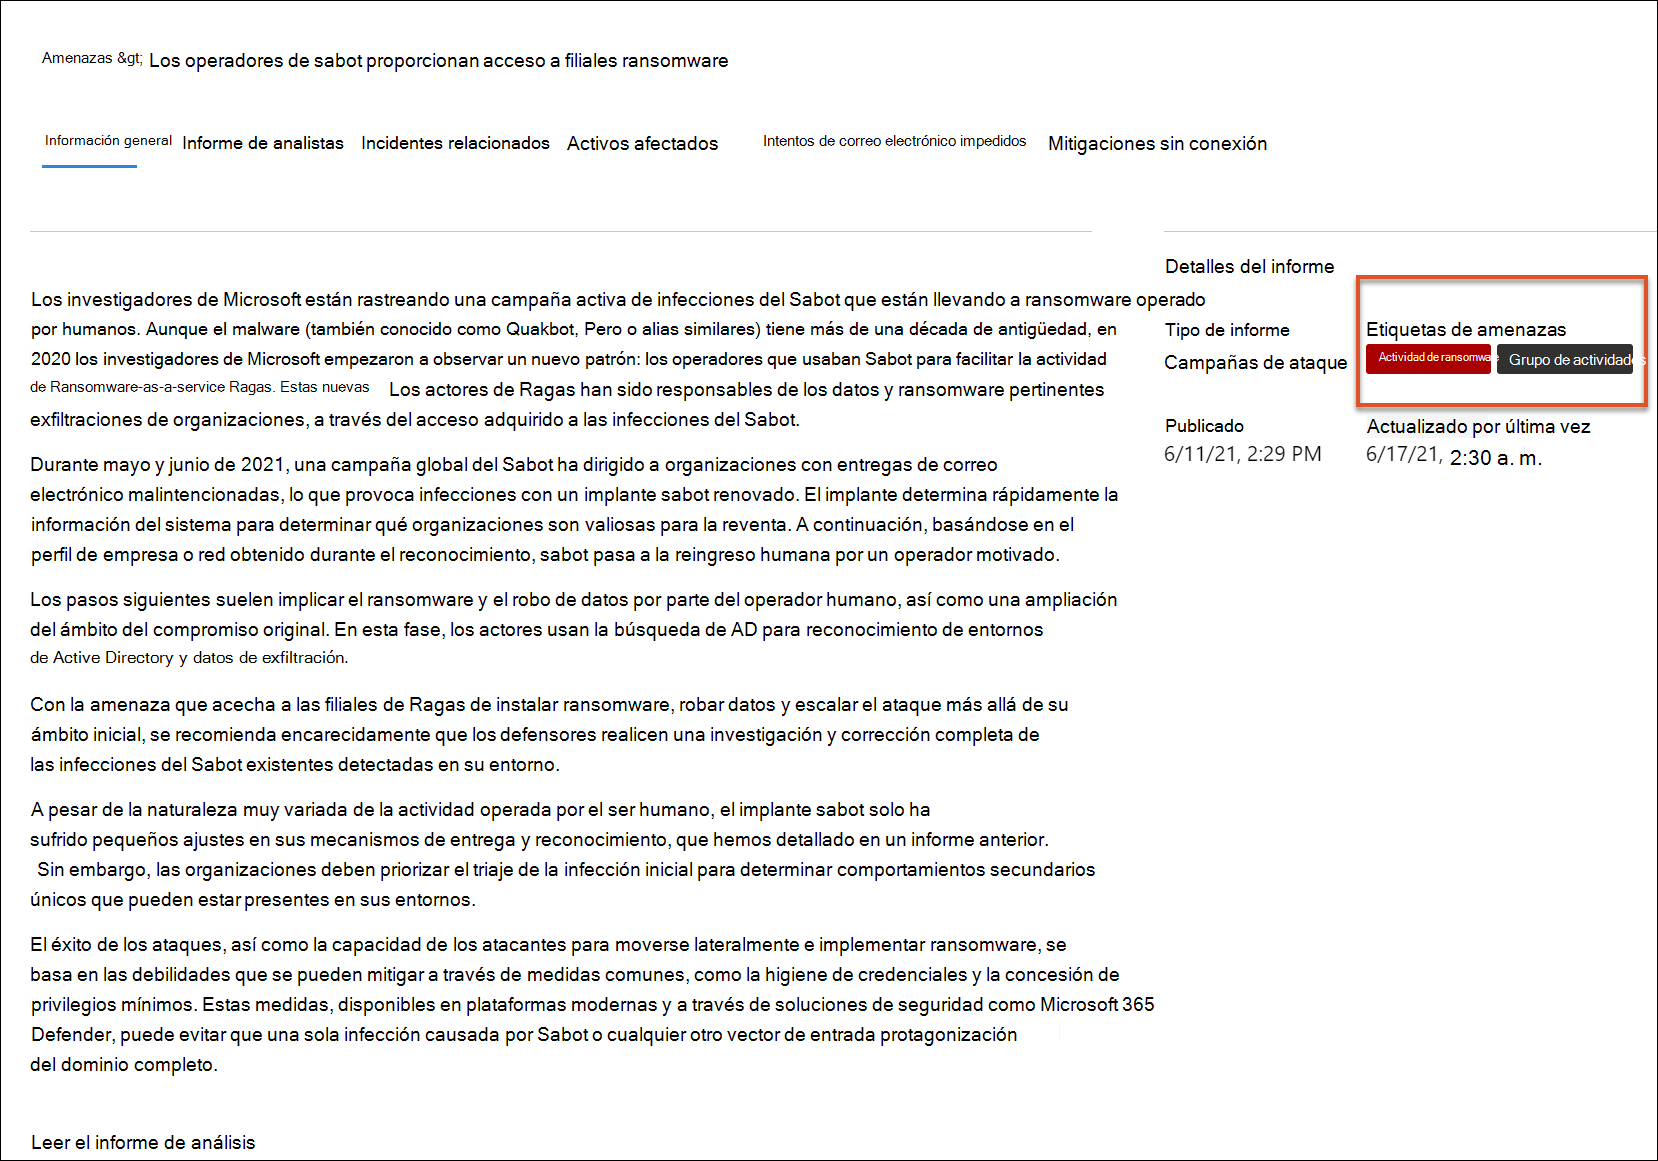 Amenazas &gt; Los operadores de sabot proporcionan acceso a filiales ransomware
Información general Informe de analistas Incidentes relacionados Activos afectados Intentos de correo electrónico impedidos Mitigaciones sin conexión
Los investigadores de Microsoft están rastreando una campaña activa de infecciones del Sabot que están llevando a ransomware operado
por humanos. Aunque el malware (también conocido como Quakbot, Pero o alias similares) tiene más de una década de antigüedad, en
2020 los investigadores de Microsoft empezaron a observar un nuevo patrón: los operadores que usaban Sabot para facilitar la actividad
de Ransomware-as-a-service Ragas. Estas nuevas Los actores de Ragas han sido responsables de los datos y ransomware pertinentes
exfiltraciones de organizaciones, a través del acceso adquirido a las infecciones del Sabot.
Durante mayo y junio de 2021, una campaña global del Sabot ha dirigido a organizaciones con entregas de correo
electrónico malintencionadas, lo que provoca infecciones con un implante sabot renovado. El implante determina rápidamente la
información del sistema para determinar qué organizaciones son valiosas para la reventa. A continuación, basándose en el
perfil de empresa o red obtenido durante el reconocimiento, sabot pasa a la reingreso humana por un operador motivado.
Los pasos siguientes suelen implicar el ransomware y el robo de datos por parte del operador humano, así como una ampliación
del ámbito del compromiso original. En esta fase, los actores usan la búsqueda de AD para reconocimiento de entornos
de Active Directory y datos de exfiltración.
Con la amenaza que acecha a las filiales de Ragas de instalar ransomware, robar datos y escalar el ataque más allá de su
ámbito inicial, se recomienda encarecidamente que los defensores realicen una investigación y corrección completa de
las infecciones del Sabot existentes detectadas en su entorno.
A pesar de la naturaleza muy variada de la actividad operada por el ser humano, el implante sabot solo ha
sufrido pequeños ajustes en sus mecanismos de entrega y reconocimiento, que hemos detallado en un informe anterior.
Sin embargo, las organizaciones deben priorizar el triaje de la infección inicial para determinar comportamientos secundarios
únicos que pueden estar presentes en sus entornos.
El éxito de los ataques, así como la capacidad de los atacantes para moverse lateralmente e implementar ransomware, se
basa en las debilidades que se pueden mitigar a través de medidas comunes, como la higiene de credenciales y la concesión de
privilegios mínimos. Estas medidas, disponibles en plataformas modernas y a través de soluciones de seguridad como Microsoft 365
Defender, puede evitar que una sola infección causada por Sabot o cualquier otro vector de entrada protagonización
del dominio completo.
Leer el informe de análisis
Detalles del informe
Tipo de informe
Campañas de ataque
Etiquetas de amenazas
Actividad de ransomware Grupo de actividades
Publicado
6/11/21, 2:29 PM
Actualizado por última vez
6/17/21, 2:30 a. m.